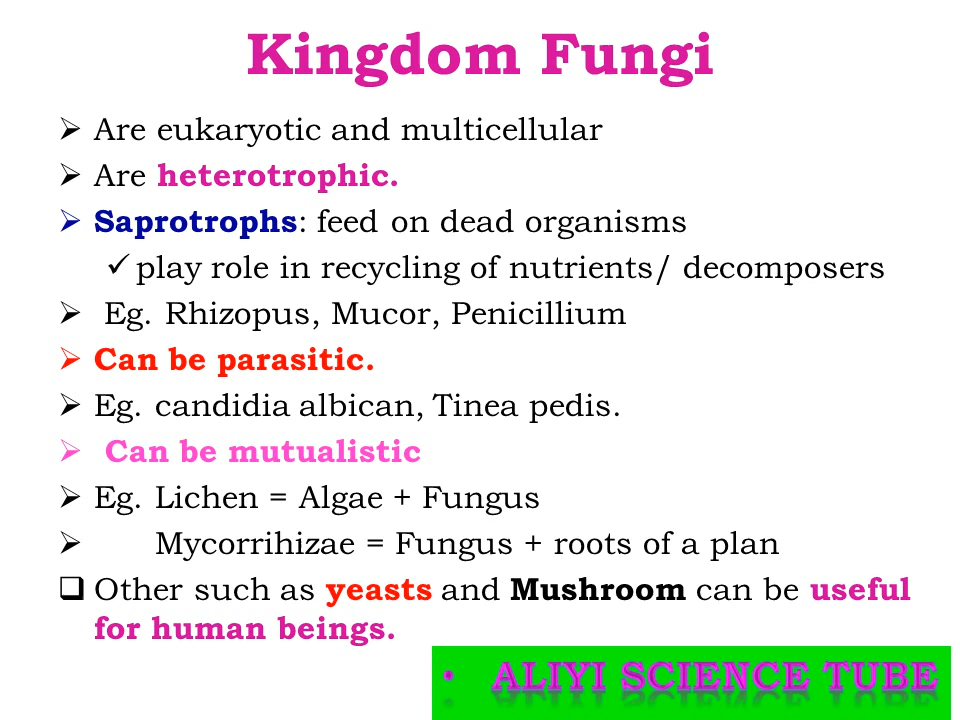 Kingdom Fungi
➢ Are eukaryotic and multicellular
➢ Are heterotrophic.
➢ Saprotrophs: feed on dead organisms
✓ play role in recycling of nutrients/ decomposers
➢ Eg. Rhizopus, Mucor, Penicillium
➢ Can be parasitic.
➢ Eg. candidia albican, Tinea pedis.
➢ Can be mutualistic
➢ Eg. Lichen = Algae + Fungus
➢ Mycorrihizae = Fungus + roots of a plan
❑ Other such as yeasts and Mushroom can be useful
for human beings.
• ALIYI SCIENCE TUBE